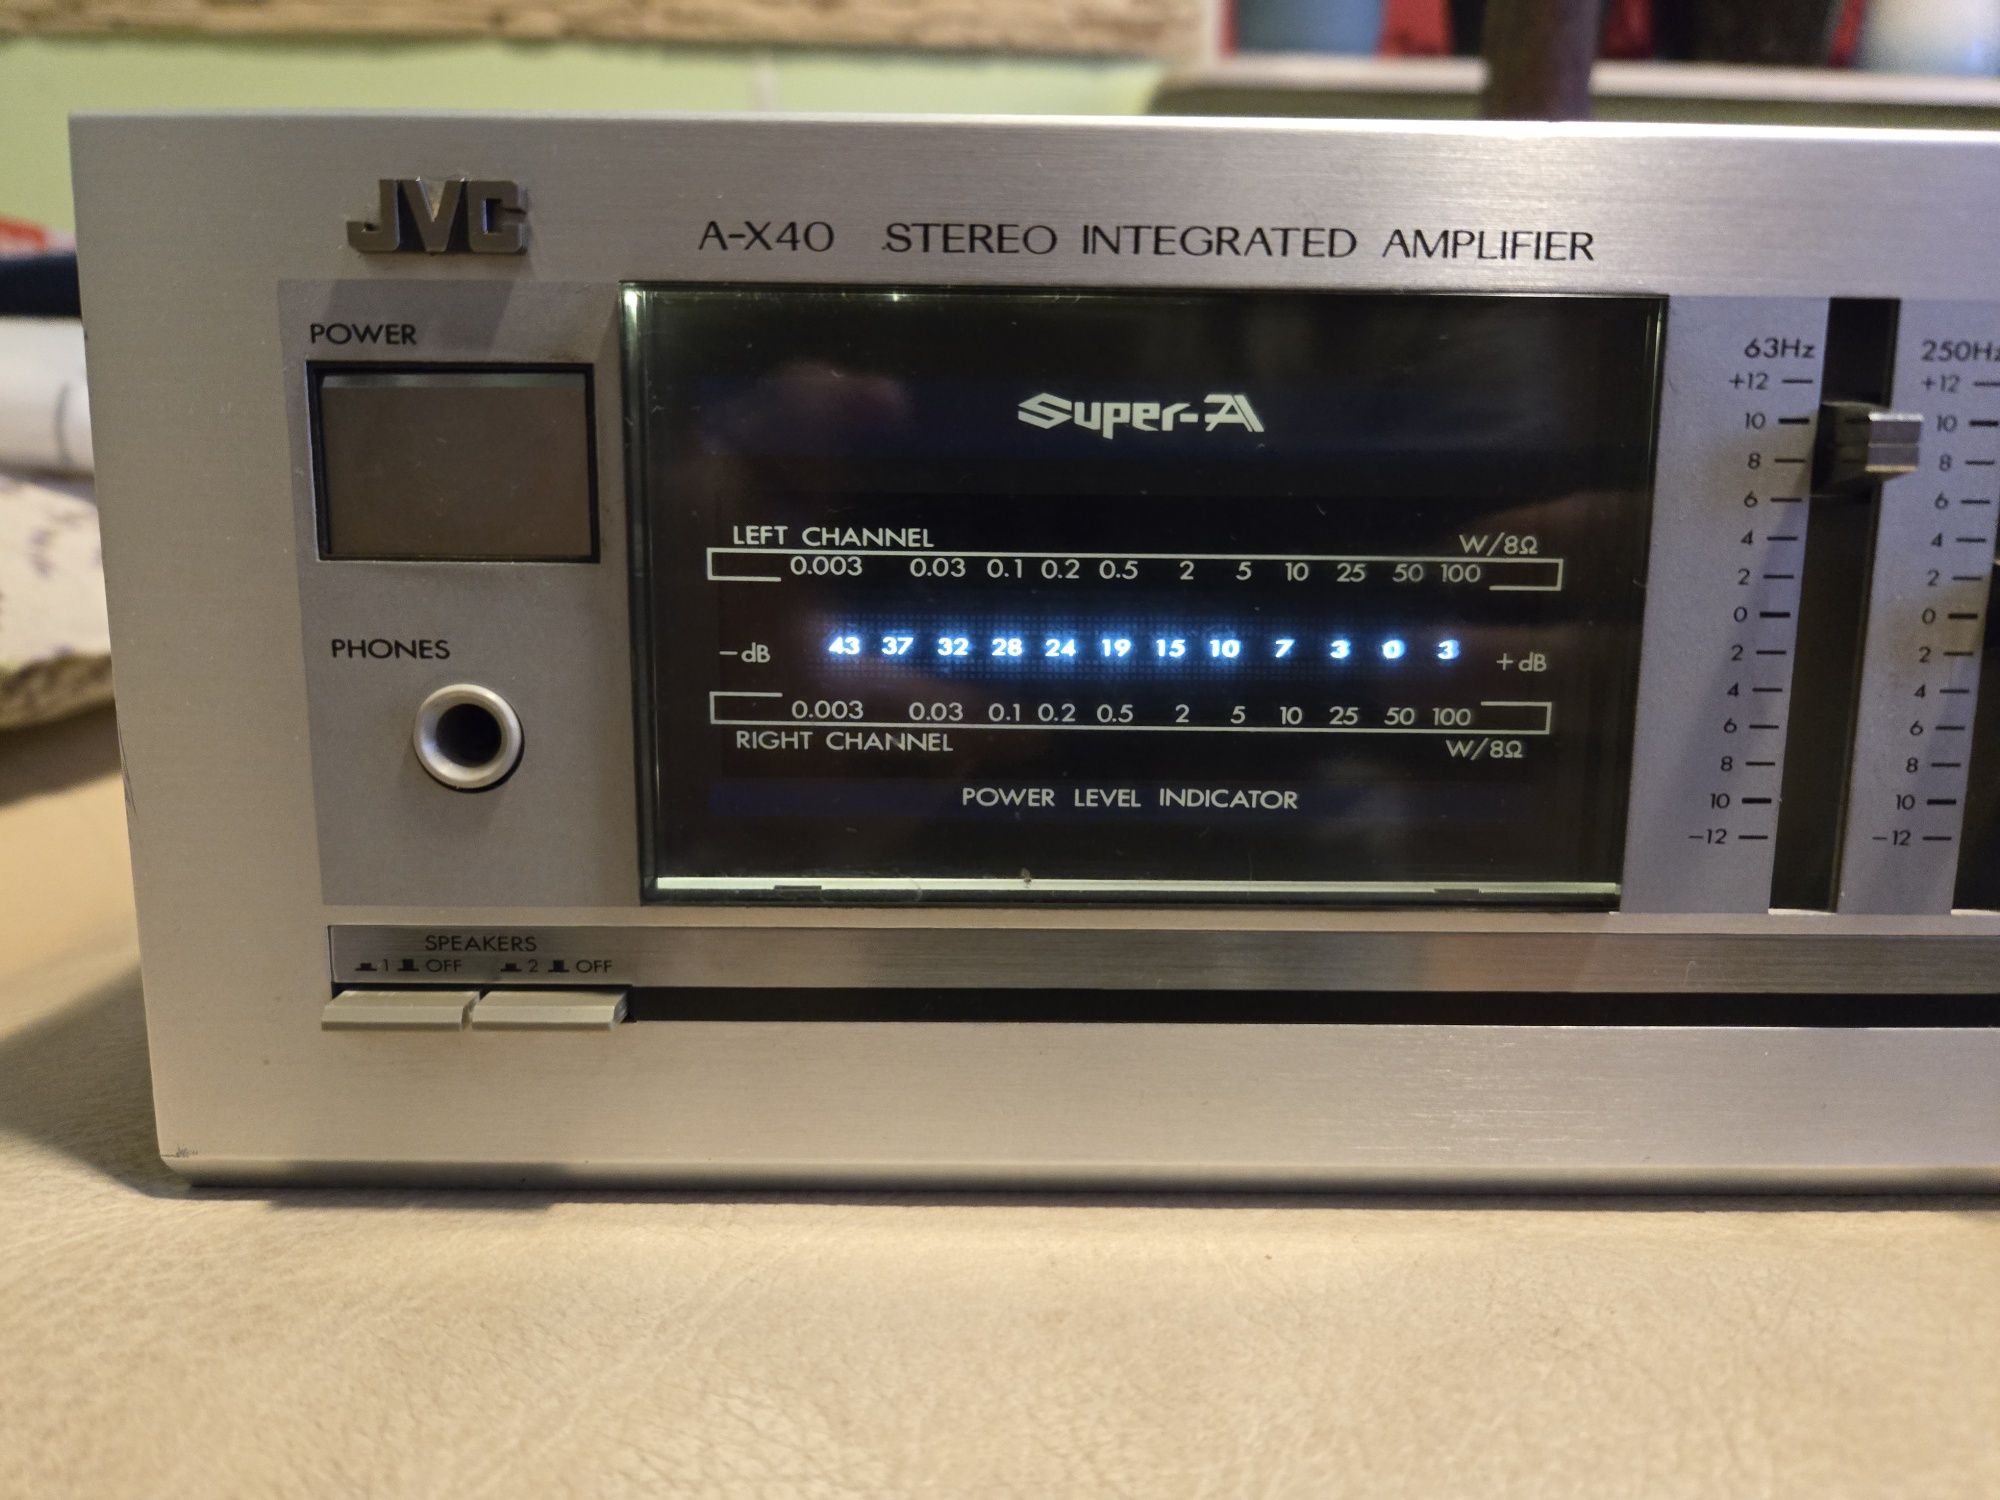 JVC
A-X40 STEREO INTEGRATED AMPLIFIER
POWER
Super-A
LEFT CHANNEL W/8Ω
0.003 0.03 0.1 0.2 0.5 2 5 10 25 50 100
-dB 43 37 32 28 24 19 15 10 7 3 0 3 +dB
0.003 0.03 0.1 0.2 0.5 2 5 10 25 50 100
RIGHT CHANNEL W/8Ω
POWER LEVEL INDICATOR
PHONES
SPEAKERS
1 OFF 2 OFF
63Hz
+12
10
8
6
4
2
0
2
4
6
8
10
-12
250Hz
+12
10
8
6
4
2
0
2
4
6
8
10
-12